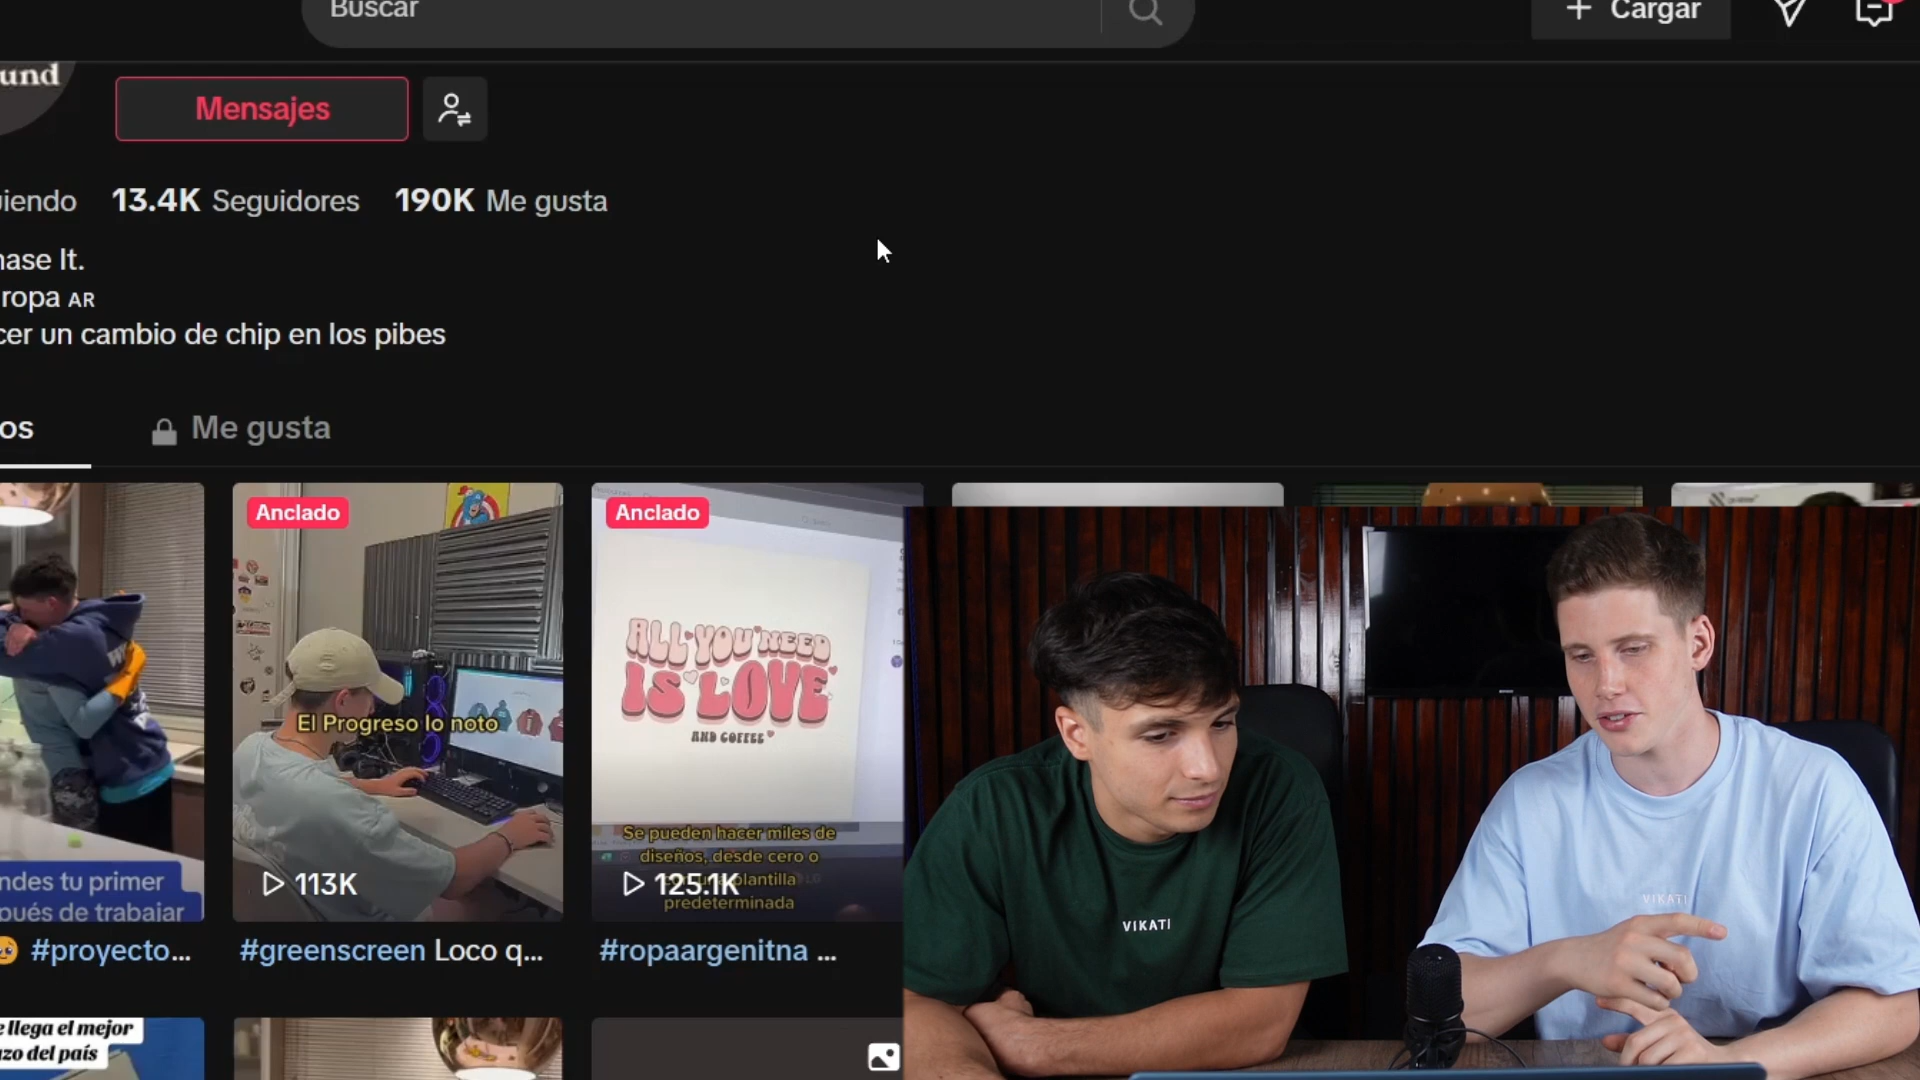 Buscar
Cargar
und
Mensajes
iendo 13.4K Seguidores 190K Me gusta
ase It.
ropa AR
cer un cambio de chip en los pibes
os
Me gusta
Anclado
Anclado
El Progreso lo noto
ALL YOU NEED
IS LOVE
AND COFFEE
Se pueden hacer miles de
diseños, desde cero o
plantilla
predeterminada
ndes tu primer
pués de trabajar
113K
125.1K
#proyecto...
#greenscreen Loco q...
#ropaargenitna ...
e llega el mejor
zo del país
VIKATI
VIKATI